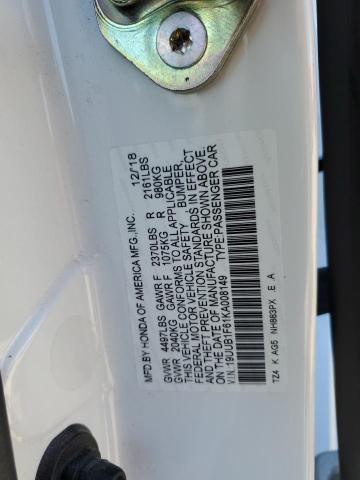 MFD.BY HONDA OF AMERICA MFG.,INC. 12/18
GVWR 4497LBS GAWR F 2370LBS R 2161LBS
GVWR 2040KG GAWR F 1075KG R 980KG
THIS VEHICLE CONFORMS TO ALL APPLICABLE
FEDERAL MOTOR VEHICLE SAFETY, BUMPER,
AND THEFT PREVENTION STANDARDS IN EFFECT
ON THE DATE OF MANUFACTURE SHOWN ABOVE.
V.I.N.:19UUB1F61KA008149 TYPE:PASSENGER CAR
TZ4 K AG5 NH883PX E A